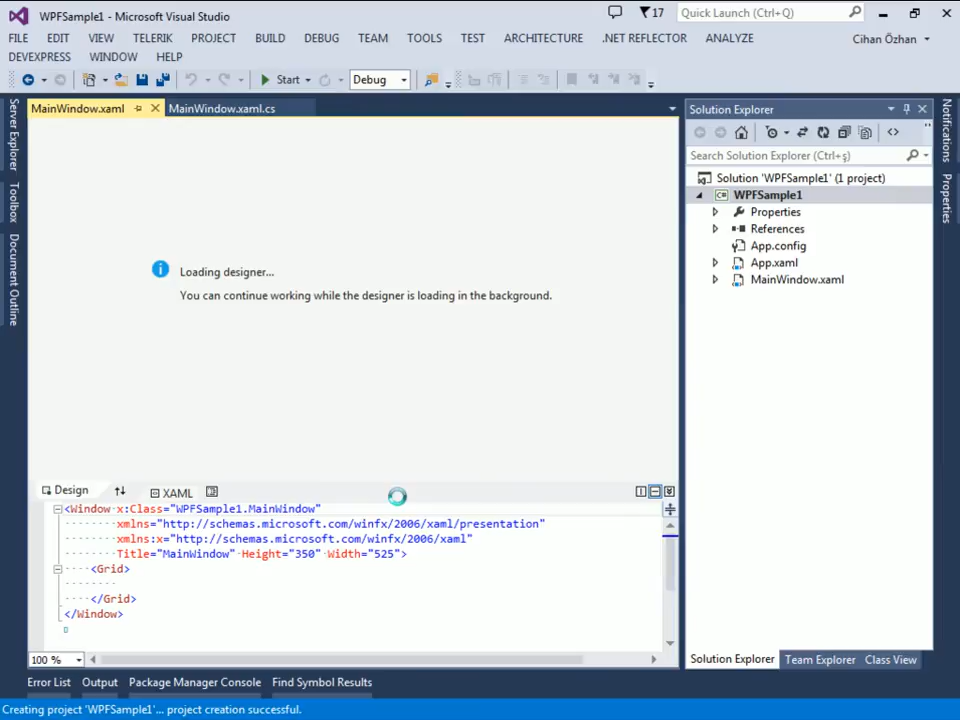 WPFSample1 - Microsoft Visual Studio
17
Quick Launch (Ctrl+Q)
FILE EDIT VIEW TELERIK PROJECT BUILD DEBUG TEAM TOOLS TEST ARCHITECTURE .NET REFLECTOR ANALYZE
Cihan Özhan
DEVEXPRESS WINDOW HELP
Start
Debug
Server Explorer
Toolbox
Document Outline
MainWindow.xaml
MainWindow.xaml.cs
Loading designer...
You can continue working while the designer is loading in the background.
Design
XAML
<Window x:Class="WPFSample1.MainWindow"
xmlns="http://schemas.microsoft.com/winfx/2006/xaml/presentation"
xmlns:x="http://schemas.microsoft.com/winfx/2006/xaml"
Title="MainWindow" Height="350" Width="525">
<Grid>
</Grid>
</Window>
100 %
Solution Explorer
Search Solution Explorer (Ctrl+ş)
Solution 'WPFSample1' (1 project)
WPFSample1
Properties
References
App.config
App.xaml
MainWindow.xaml
Solution Explorer Team Explorer Class View
Notifications
Properties
Error List Output Package Manager Console Find Symbol Results
Creating project 'WPFSample1'... project creation successful.